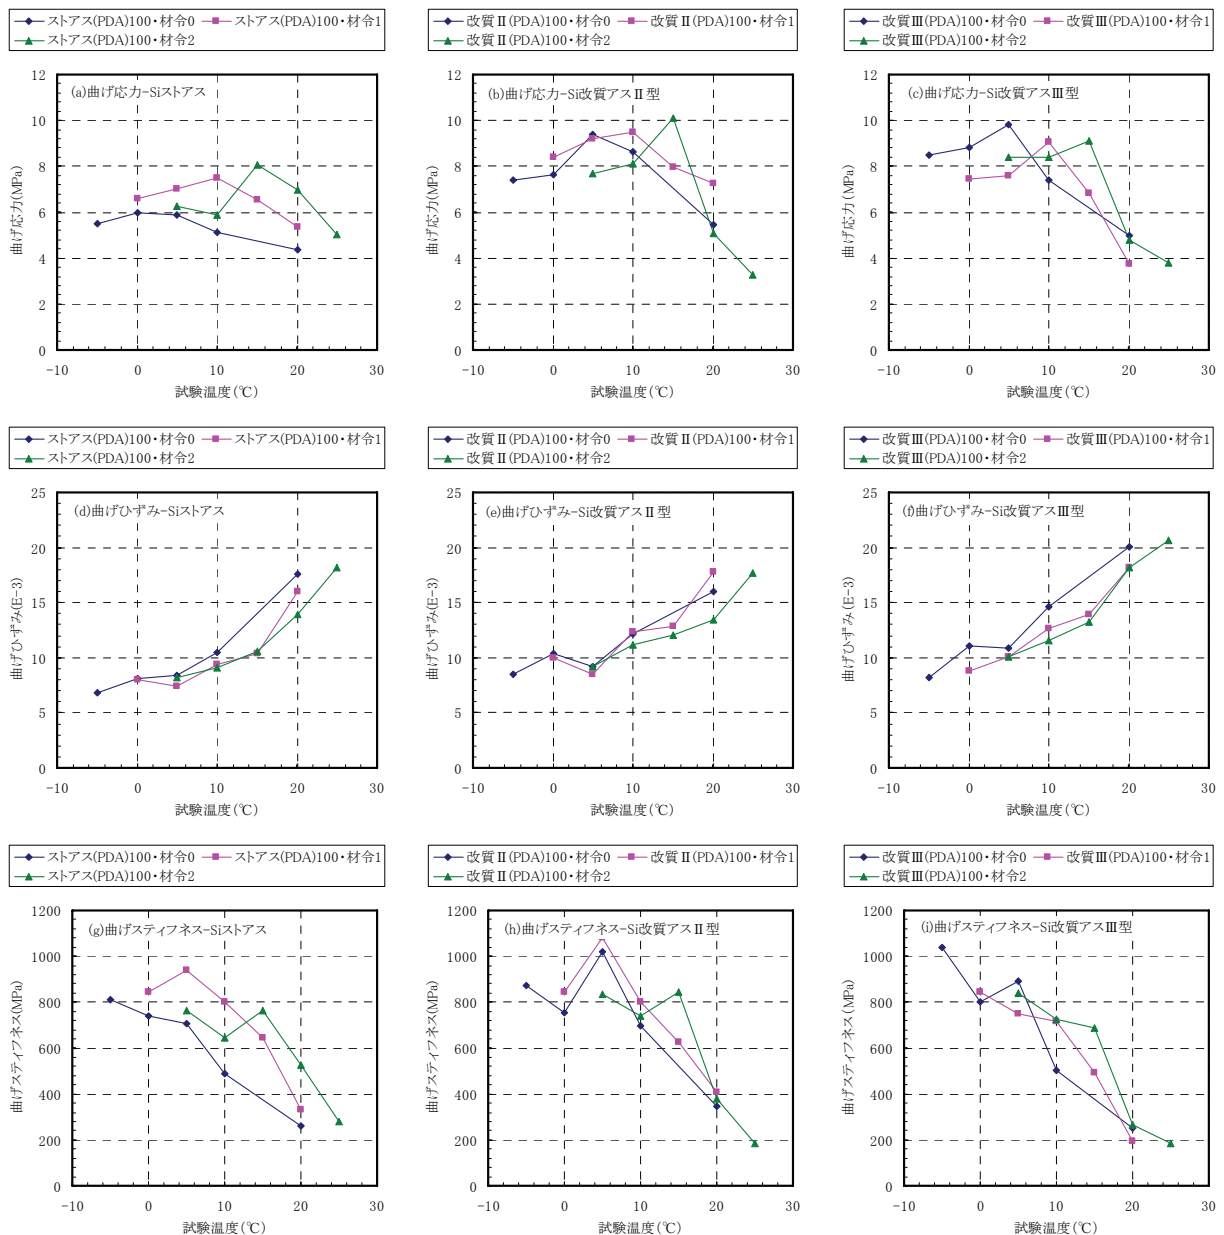 ストアス(PDA)100・材令0
ストアス(PDA)100・材令1
ストアス(PDA)100・材令2
12
10
8
6
4
2
0
曲げ応力(MPa)
(a)曲げ応力-Siストアス
-10
0
10
20
30
試験温度(℃)
改質Ⅱ(PDA)100・材令0
改質Ⅱ(PDA)100・材令1
改質Ⅱ(PDA)100・材令2
12
10
8
6
4
2
0
曲げ応力(MPa)
(b)曲げ応力-Si改質アスⅡ型
-10
0
10
20
30
試験温度(℃)
改質Ⅲ(PDA)100・材令0
改質Ⅲ(PDA)100・材令1
改質Ⅲ(PDA)100・材令2
12
10
8
6
4
2
0
曲げ応力(MPa)
(c)曲げ応力-Si改質アスⅢ型
-10
0
10
20
30
試験温度(℃)
ストアス(PDA)100・材令0
ストアス(PDA)100・材令1
ストアス(PDA)100・材令2
25
20
15
10
5
0
曲げひずみ(E-3)
(d)曲げひずみ-Siストアス
-10
0
10
20
30
試験温度(℃)
改質Ⅱ(PDA)100・材令0
改質Ⅱ(PDA)100・材令1
改質Ⅱ(PDA)100・材令2
25
20
15
10
5
0
曲げひずみ(E-3)
(e)曲げひずみ-Si改質アスⅡ型
-10
0
10
20
30
試験温度(℃)
改質Ⅲ(PDA)100・材令0
改質Ⅲ(PDA)100・材令1
改質Ⅲ(PDA)100・材令2
25
20
15
10
5
0
曲げひずみ(E-3)
(f)曲げひずみ-Si改質アスⅢ型
-10
0
10
20
30
試験温度(℃)
ストアス(PDA)100・材令0
ストアス(PDA)100・材令1
ストアス(PDA)100・材令2
1200
1000
800
600
400
200
0
曲げスティフネス(MPa)
(g)曲げスティフネス-Siストアス
-10
0
10
20
30
試験温度(℃)
改質Ⅱ(PDA)100・材令0
改質Ⅱ(PDA)100・材令1
改質Ⅱ(PDA)100・材令2
1200
1000
800
600
400
200
0
曲げスティフネス(MPa)
(h)曲げスティフネス-Si改質アスⅡ型
-10
0
10
20
30
試験温度(℃)
改質Ⅲ(PDA)100・材令0
改質Ⅲ(PDA)100・材令1
改質Ⅲ(PDA)100・材令2
1200
1000
800
600
400
200
0
曲げスティフネス(MPa)
(i)曲げスティフネス-Si改質アスⅢ型
-10
0
10
20
30
試験温度(℃)